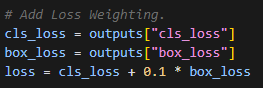 # Add Loss Weighting.
cls_loss = outputs["cls_loss"]
box_loss = outputs["box_loss"]
loss = cls_loss + 0.1 * box_loss